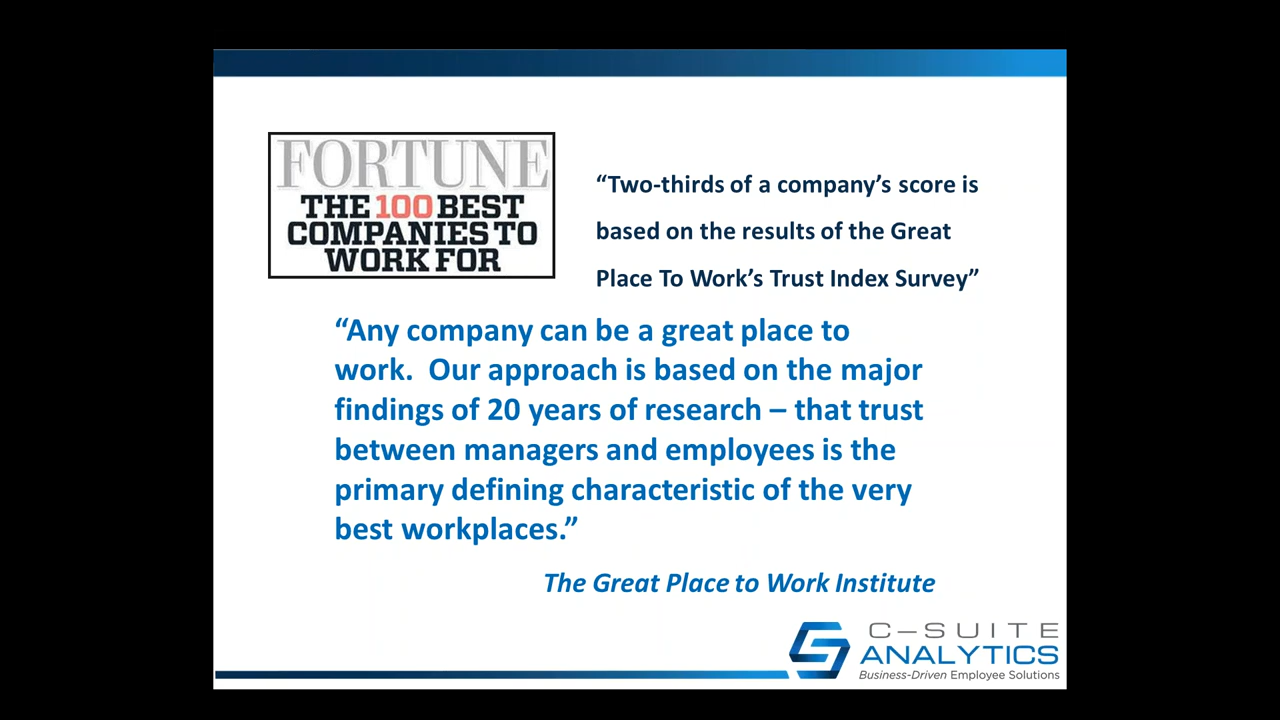 FORTUNE
THE 100 BEST
COMPANIES TO
WORK FOR
“Two-thirds of a company’s score is
based on the results of the Great
Place To Work’s Trust Index Survey”
“Any company can be a great place to
work.  Our approach is based on the major
findings of 20 years of research – that trust
between managers and employees is the
primary defining characteristic of the very
best workplaces.”
The Great Place to Work Institute
C–SUITE
ANALYTICS
Business-Driven Employee Solutions